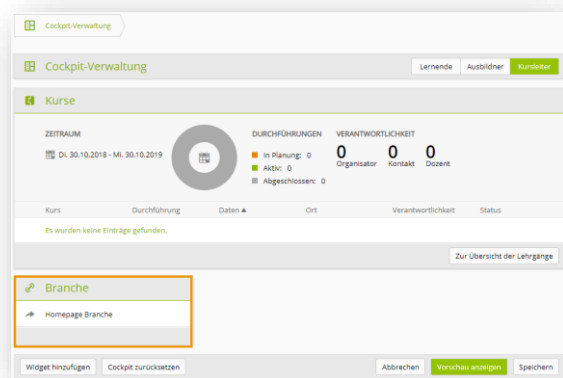 Cockpit-Verwaltung
Cockpit-Verwaltung
Lernende Ausbildner Kursleiter
Kurse
ZEITRAUM DURCHFÜHRUNGEN VERANTWORTLICHKEIT
Di. 30.10.2018 - Mi. 30.10.2019
In Planung: 0
Aktiv: 0
Abgeschlossen: 0
0 0 0
Organisator Kontakt Dozent
Kurs Durchführung Daten ▲ Ort Verantwortlichkeit Status
Es wurden keine Einträge gefunden.
Zur Übersicht der Lehrgänge
Branche
Homepage Branche
Widget hinzufügen Cockpit zurücksetzen Abbrechen Vorschau anzeigen Speichern